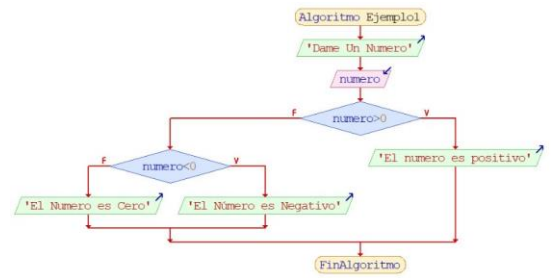 Algoritmo Ejemplo1
'Dame Un Numero'
numero
numero>0
F
V
numero<0
'El numero es positivo'
F
V
'El Numero es Cero'
'El Número es Negativo'
FinAlgoritmo